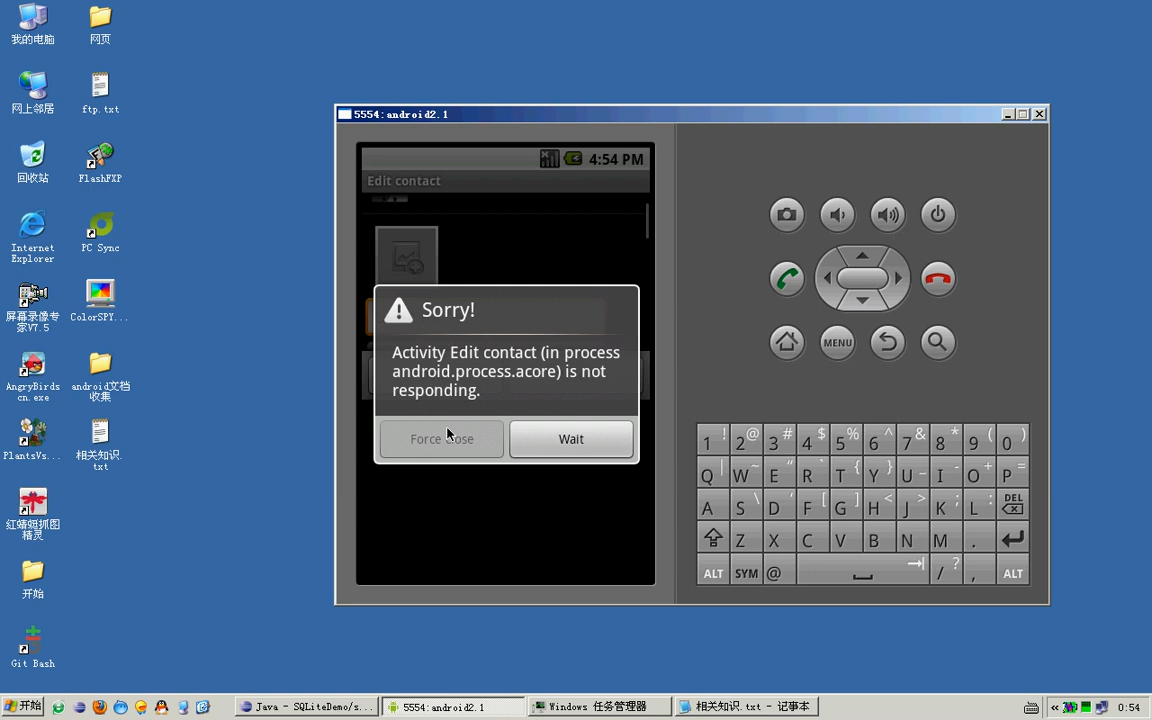 我的电脑
网页
网上邻居
ftp.txt
回收站
FlashFXP
Internet
Explorer
PC Sync
屏幕录像专
家V7.5
ColorSPY...
AngryBirds
cn.exe
android文档
收集
PlantsVs...
相关知识.
txt
红蜻蜓抓图
精灵
开始
Git Bash
5554:android2.1
4:54 PM
Edit contact
Sorry!
Activity Edit contact (in process
android.process.acore) is not
responding.
Wait
MENU
1 ! 2 @ 3 # 4 $ 5 % 6 ^ 7 & 8 * 9 ( 0 )
Q | W ~ E " R ` T { Y } U _ I - O + P =
A S \ D ' F [ G ] H < J > K ; L : DEL
Z X C V B N M .
ALT SYM @ / ? , ALT
开始
Java - SQLiteDemo/s...
5554:android2.1
Windows 任务管理器
相关知识.txt - 记事本
« 0:54